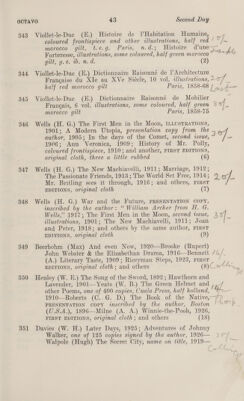 OCTAVO 43 Second Day
343 Viollet-le-Duc (E.) Histoire de l'Habitation Humaine,
coloured frontispiece and other illustrations, half red
morocco gilt, t. e. g. Paris, n. d.; Histoire d'une
Forteresse, illustrations, some coloured, half green morocco
gilt, g. e. ib. n. d. (2)
344 Viollet-le-Duc (E.) Dictionnaire Raisonné de l'Architecture
Française du XIe au XVe Siècle, 10 vol. illustrations,
half red morocco gilt Paris, 1858-68
345 Viollet-le-Duc (E.) Dictionnaire Raisonné du Mobilier
Français, 6 vol. illustrations, some coloured, half green
morocco gilt Paris, 1858-75
346 Wells (H. G.) The First Men in the Moon, ILLUSTRATIONS,
1901; A Modern Utopia, presentation copy from the
author, 1905; In the days of the Comet, second issue,
1906; Ann Veronica, 1909; History of Mr. Polly,
coloured frontispiece, 1910; and another, FIRST EDITIONS,
original cloth, three a little rubbed (6)
347 Wells (H. G.) The New Machiavelli, 1911; Marriage, 1912;
The Passionate Friends, 1913; The World Set Free, 1914;
Mr. Britling sees it through, 1916; and others, FIRST
EDITIONS, original cloth (7)
348 Wells (H. G.) War and the Future, PRESENTATION COPY,
inscribed by the author: " William Archer from H. G.
Wells," 1917; The First Men in the Moon, second issue,
illustrations, 1901; The New Machiavelli, 1911; Joan
and Peter, 1918; and others by the same author, FIRST
EDITIONS, original cloth (9)
349 Beerbohm (Max) And even Now, 1920—Brooke (Rupert)
John Webster & the Elizabethan Drama, 1916—Bennett
(A.) Literary Taste, 1909; Riceyman Steps, 1923, FIRST
EDITIONS, original cloth; and others (8)
350 Henley (W. E.) The Song of the Sword, 1892; Hawthorn and
Lavender, 1901—Yeats (W. B.) The Green Helmet and
other Poems, one of 400 copies, Cuala Press, half holland,
1910—Roberts (C. G. D.) The Book of the Native,
PRESENTATION COPY inscribed by the author, Boston
(U.S.A.), 1896—Milne (A. A.) Winnie-the-Pooh, 1926,
FIRST EDITIONS, original cloth; and others (18)
351 Davies (W. H.) Later Days, 1925; Adventures of Johnny
Walker, one of 125 copies signed by the author, 1926—
Walpole (Hugh) The Secret City, name on title, 1919—